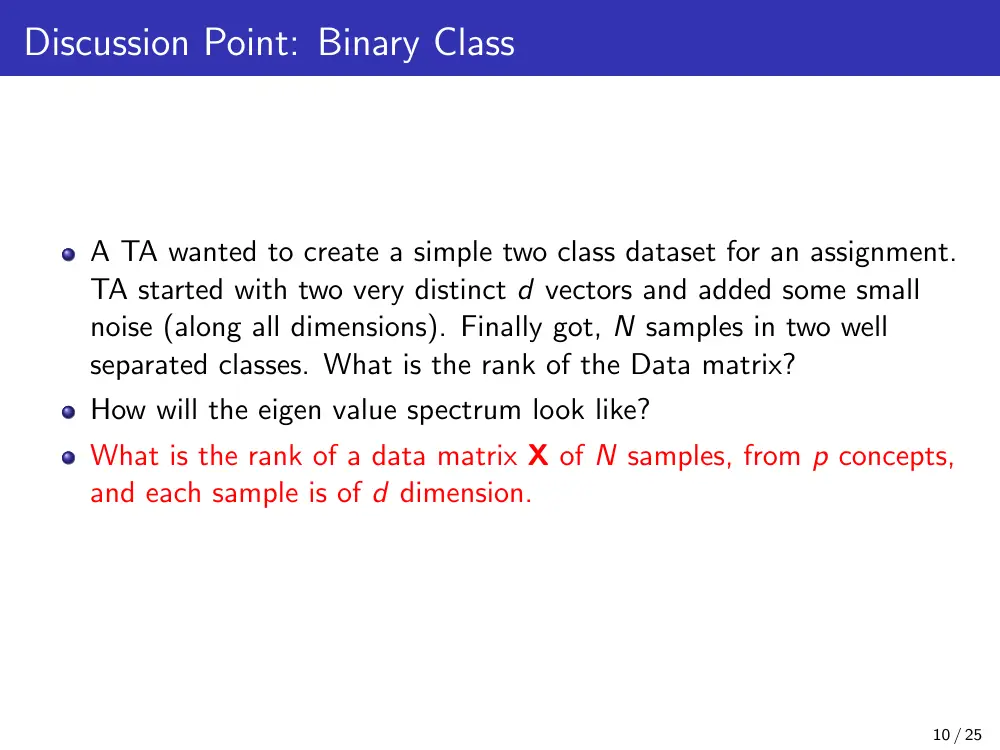 Discussion Point: Binary Class
A TA wanted to create a simple two class dataset for an assignment.
TA started with two very distinct d vectors and added some small
noise (along all dimensions). Finally got, N samples in two well
separated classes. What is the rank of the Data matrix?
How will the eigen value spectrum look like?
What is the rank of a data matrix X of N samples, from p concepts,
and each sample is of d dimension.
10 / 25